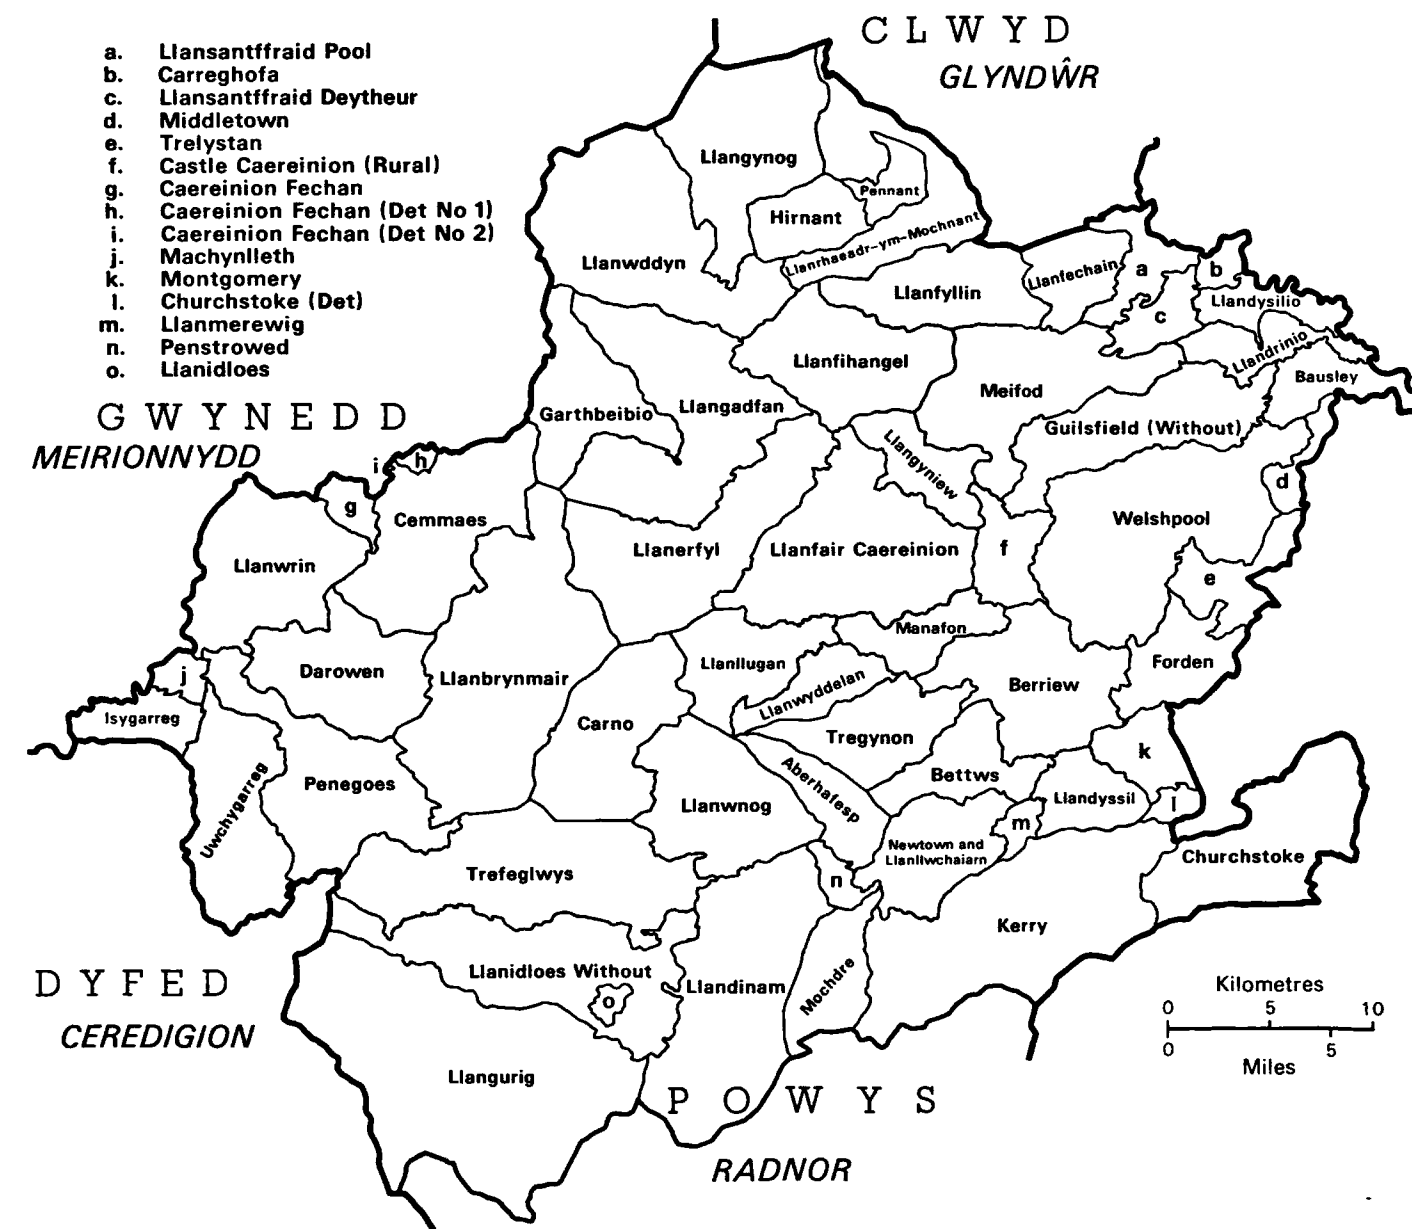 C L W Y D
GLYNDŴR
a. Llansantffraid Pool
b. Carreghofa
c. Llansantffraid Deytheur
d. Middletown
e. Trelystan
f. Castle Caereinion (Rural)
g. Caereinion Fechan
h. Caereinion Fechan (Det No 1)
i. Caereinion Fechan (Det No 2)
j. Machynlleth
k. Montgomery
l. Churchstoke (Det)
m. Llanmerewig
n. Penstrowed
o. Llanidloes
G W Y N E D D
MEIRIONNYDD
Llangynog
Pennant
Hirnant
Llanrhaeadr-ym-Mochnant
Llanwddyn
Llanfyllin
Llanfechain
a
b
Llandysilio
c
Llandrinio
Llanfihangel
Meifod
Bausley
Garthbeibio
Llangadfan
Guilsfield (Without)
Llangyniew
i
h
d
g
Cemmaes
Welshpool
Llanwrin
Llanerfyl
Llanfair Caereinion
f
e
Manafon
Darowen
Llanbrynmair
Llanllugan
Llanwyddelan
Berriew
Forden
j
Isygarreg
Carno
Tregynon
k
Uwchygarreg
Penegoes
Llanwnog
Aberhafesp
Bettws
Llandyssil
l
m
Newtown and
Llanllwchaiarn
Churchstoke
Trefeglwys
n
Kerry
D Y F E D
CEREDIGION
Llanidloes Without
o
Llandinam
Mochdre
Kilometres
0 5 10
0 5
Miles
Llangurig
P O W Y S
RADNOR